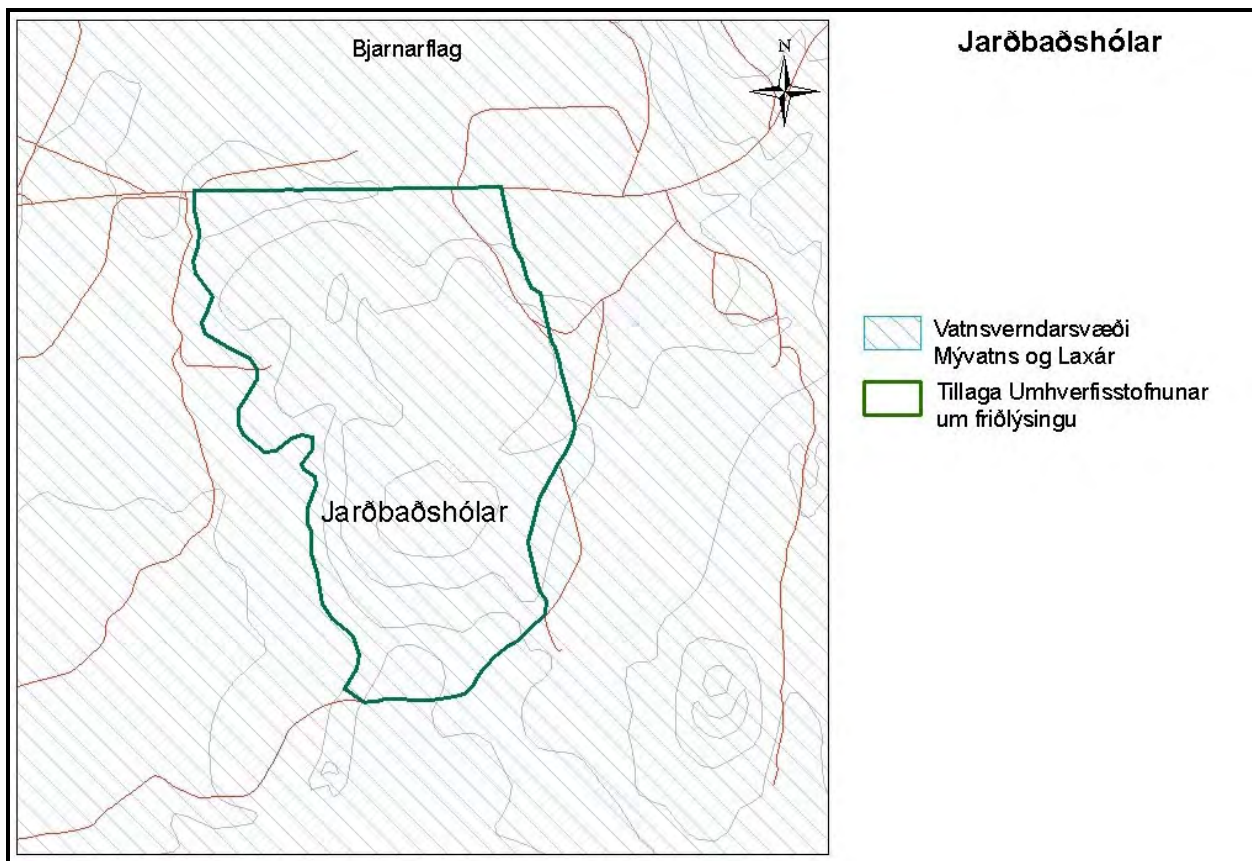 Jarðbaðshólar
Bjarnarflag
N
Vatnsverndarsvæði
Mývatns og Laxár
Tillaga Umhverfisstofnunar
um friðlýsingu
Jarðbaðshólar